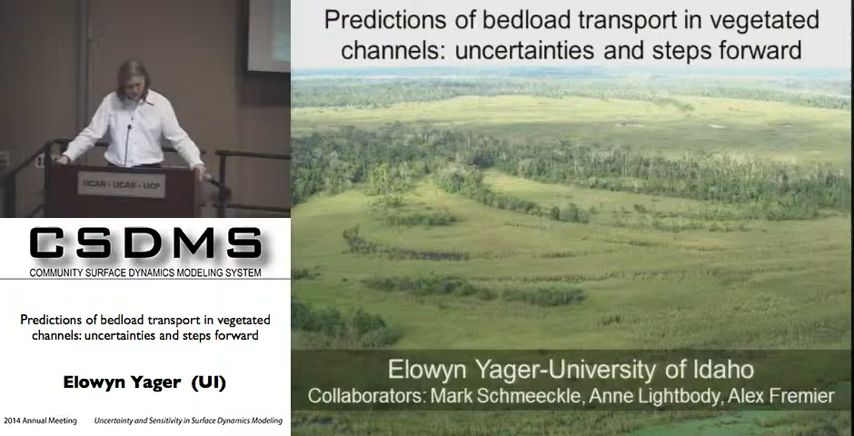 Predictions of bedload transport in vegetated
channels: uncertainties and steps forward
NCAR - UCAR - UCP
CSDMS
COMMUNITY SURFACE DYNAMICS MODELING SYSTEM
Predictions of bedload transport in vegetated
channels: uncertainties and steps forward
Elowyn Yager (UI)
2014 Annual Meeting Uncertainty and Sensitivity in Surface Dynamics Modeling
Elowyn Yager-University of Idaho
Collaborators: Mark Schmeeckle, Anne Lightbody, Alex Fremier